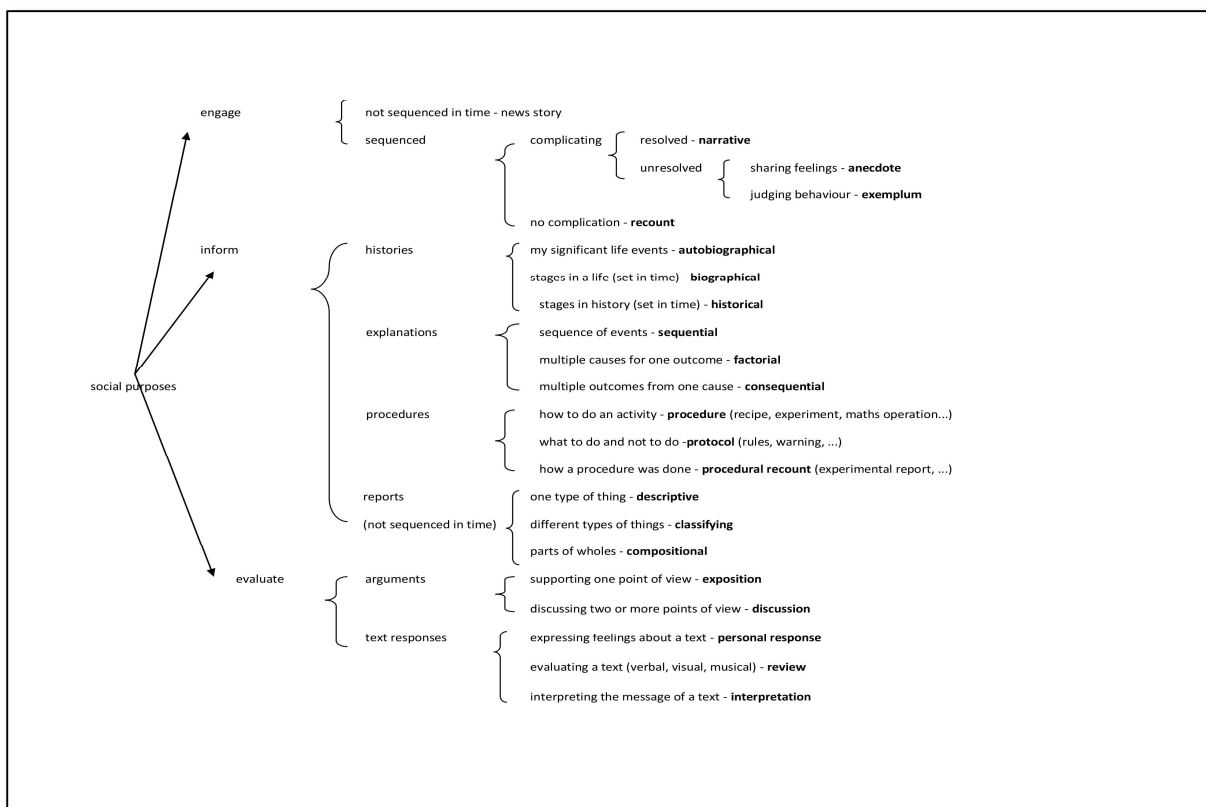 engage
not sequenced in time - news story
sequenced
complicating
resolved - narrative
unresolved
sharing feelings - anecdote
judging behaviour - exemplum
no complication - recount
inform
histories
my significant life events - autobiographical
stages in a life (set in time) biographical
stages in history (set in time) - historical
explanations
sequence of events - sequential
multiple causes for one outcome - factorial
multiple outcomes from one cause - consequential
social purposes
procedures
how to do an activity - procedure (recipe, experiment, maths operation...)
what to do and not to do -protocol (rules, warning, ...)
how a procedure was done - procedural recount (experimental report, ...)
reports
(not sequenced in time)
one type of thing - descriptive
different types of things - classifying
parts of wholes - compositional
evaluate
arguments
supporting one point of view - exposition
discussing two or more points of view - discussion
text responses
expressing feelings about a text - personal response
evaluating a text (verbal, visual, musical) - review
interpreting the message of a text - interpretation